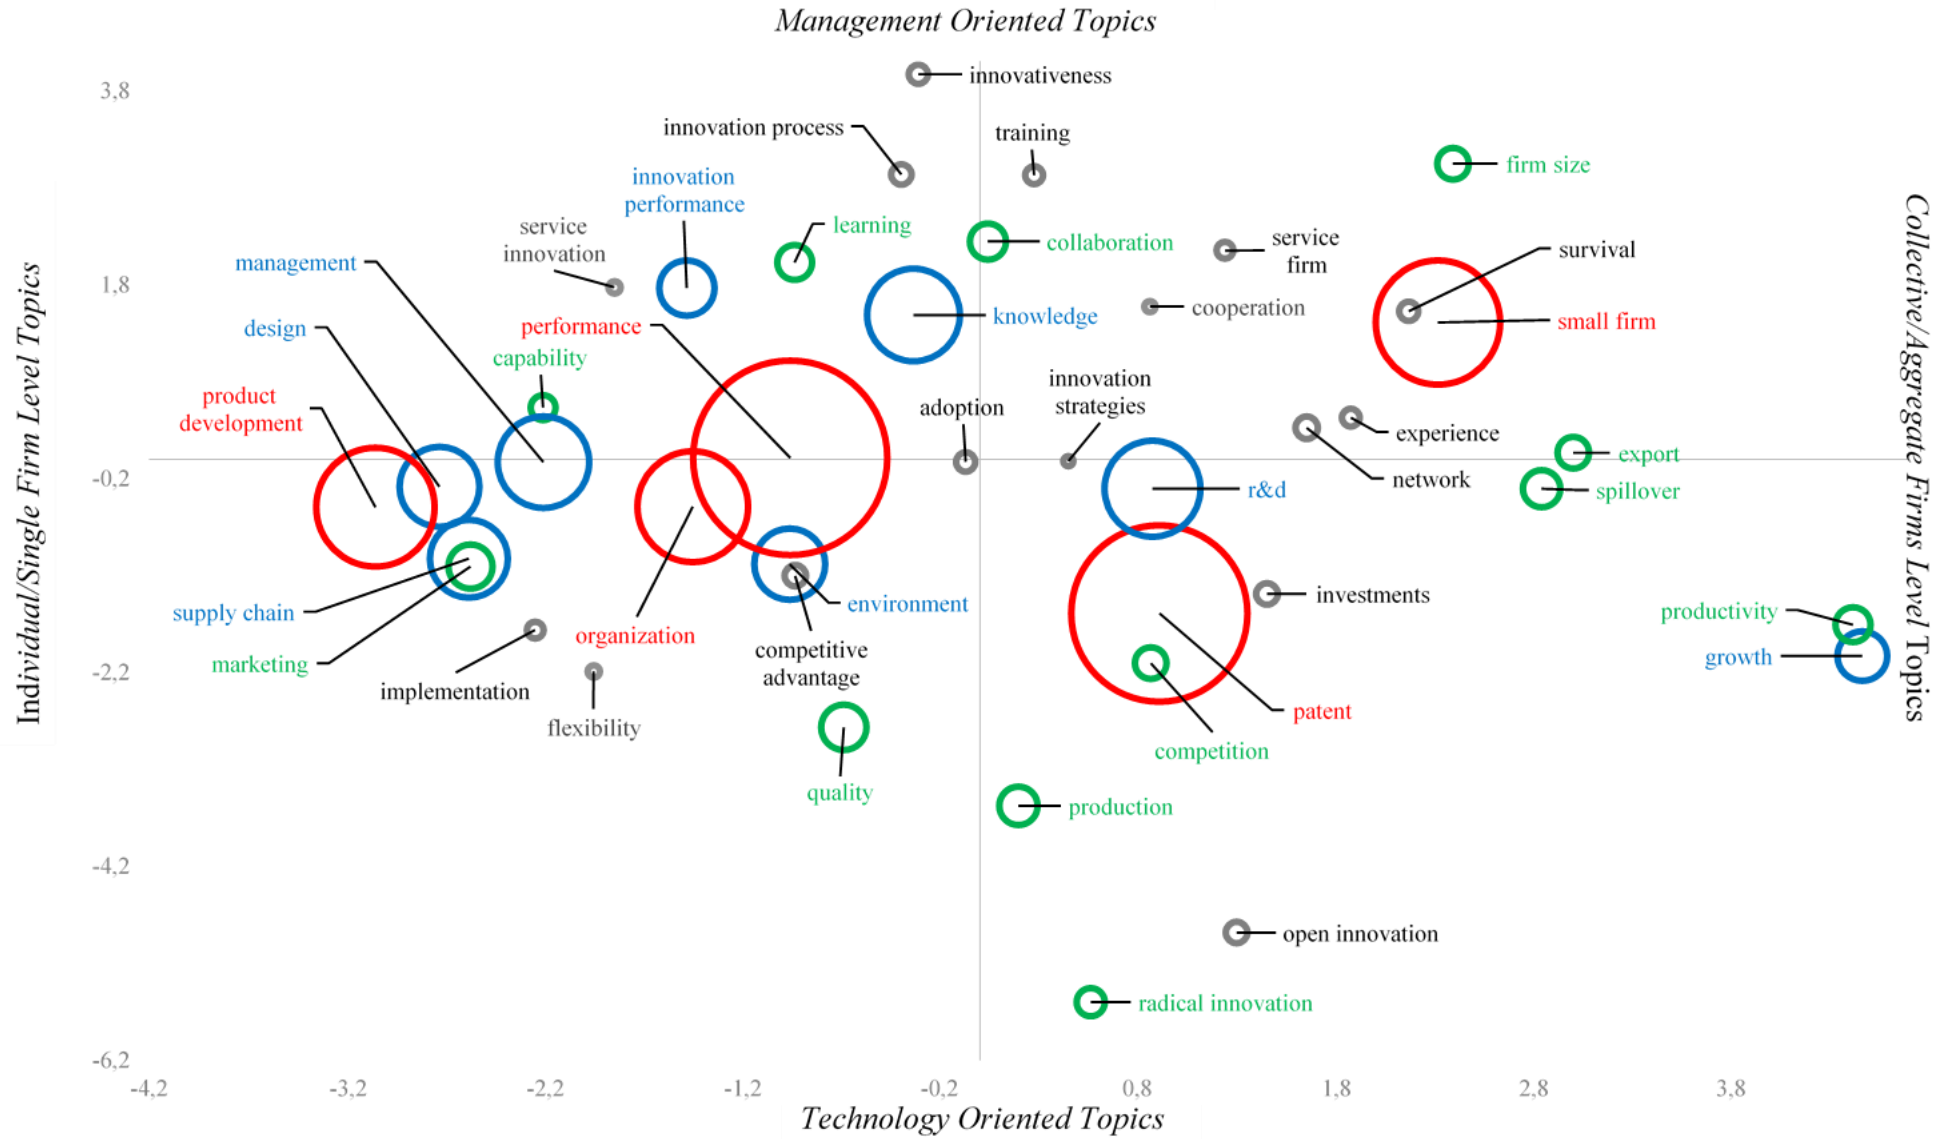 Management Oriented Topics
innovativeness
3,8
innovation process
training
firm size
innovation
performance
learning
service
innovation
collaboration
service
firm
survival
management
1,8
cooperation
knowledge
small firm
design
performance
capability
innovation
strategies
product
development
adoption
experience
export
-0,2
network
r&d
spillover
investments
environment
supply chain
productivity
organization
competitive
advantage
growth
marketing
-2,2
implementation
patent
flexibility
competition
quality
production
-4,2
open innovation
radical innovation
-6,2
-4,2 -3,2 -2,2 -1,2 -0,2 0,8 1,8 2,8 3,8
Technology Oriented Topics
Individual/Single Firm Level Topics
Collective/Aggregate Firms Level Topics